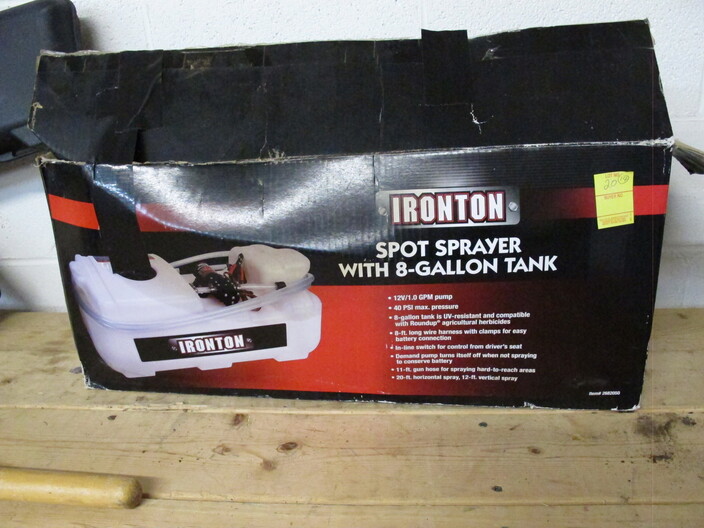 IRONTON
SPOT SPRAYER
WITH 8-GALLON TANK
• 12V/1.0 GPM pump
• 40 PSI max. pressure
• 8-gallon tank is UV-resistant and compatible
with Roundup® agricultural herbicides
• 8-ft. long wire harness with clamps for easy
battery connection
• In-line switch for control from driver's seat
• Demand pump turns itself off when not spraying
to conserve battery
• 11-ft. gun hose for spraying hard-to-reach areas
• 20-ft. horizontal spray, 12-ft. vertical spray
IRONTON